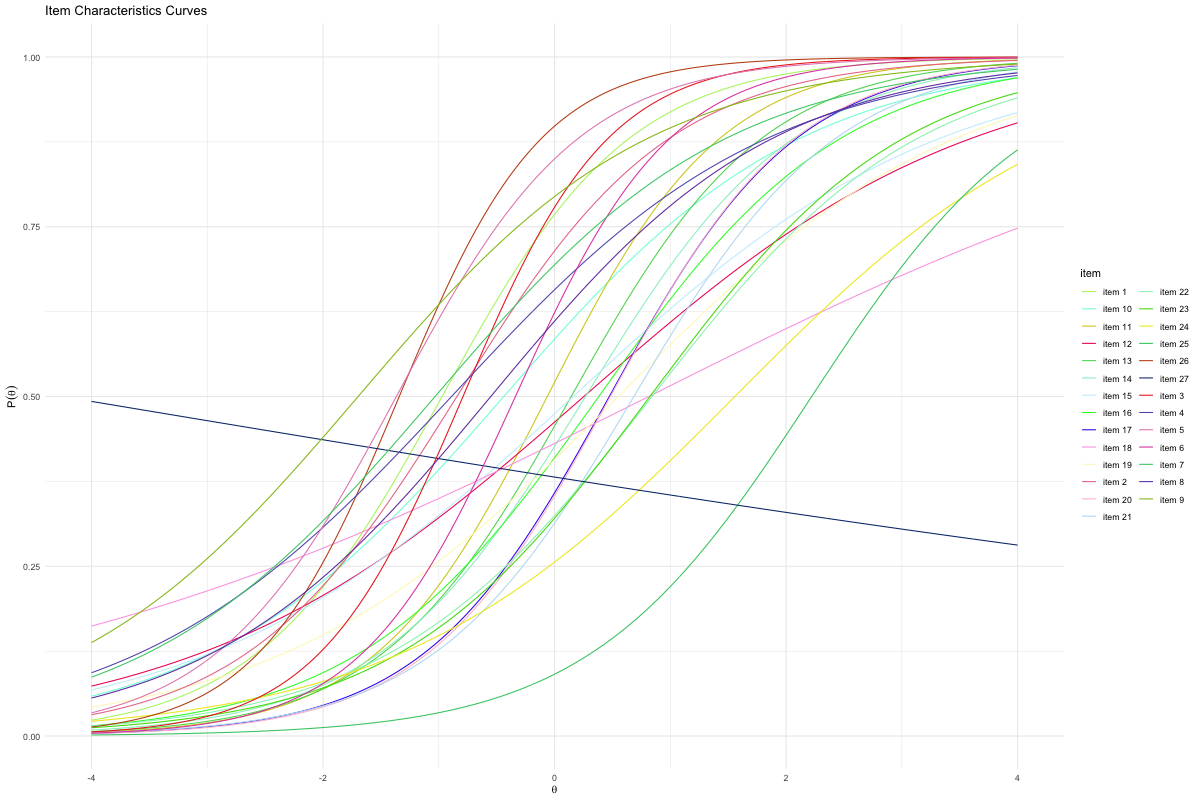 Item Characteristics Curves
P(θ)
1.00
0.75
0.50
0.25
0.00
-4
-2
0
2
4
θ
item
item 1
item 10
item 11
item 12
item 13
item 14
item 15
item 16
item 17
item 18
item 19
item 2
item 20
item 21
item 22
item 23
item 24
item 25
item 26
item 27
item 3
item 4
item 5
item 6
item 7
item 8
item 9